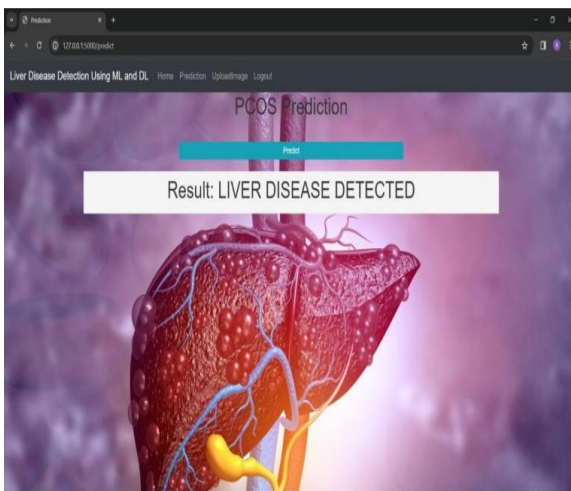 Prediction
127.0.0.1:5000/predict
Liver Disease Detection Using ML and DL Home Prediction UploadImage Logout
PCOS Prediction
Predict
Result: LIVER DISEASE DETECTED